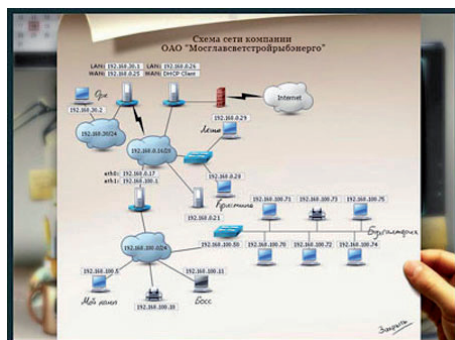 Схема сети компании
ОАО "Мосглавсветстройрыбэнерго"
LAN: 192.168.30.1
WAN: 192.168.0.25
LAN: 192.168.0.26
WAN: DHCP Client
Internet
192.168.30.2
192.168.30/24
192.168.0.29
192.168.0.16/28
eth0: 192.168.0.17
eth1: 192.168.100.1
192.168.0.20
Кристина
192.168.0.21
192.168.100.71
192.168.100.73
192.168.100.75
192.168.100.50
Бухгалтерия
192.168.100.0/24
192.168.100.70
192.168.100.72
192.168.100.74
192.168.100.5
192.168.100.11
Мой комп
192.168.100.20
Босс
Закрыть